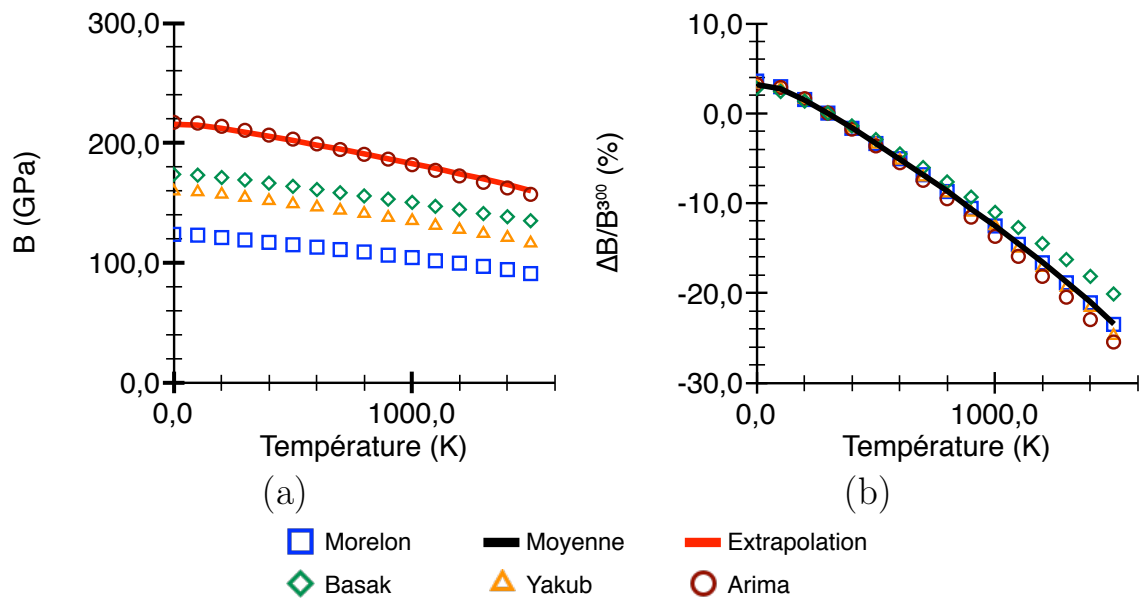 300,0
200,0
100,0
0,0
B (GPa)
0,0
1000,0
Température (K)
(a)
10,0
0,0
-10,0
-20,0
-30,0
ΔB/B³⁰⁰ (%)
0,0
1000,0
Température (K)
(b)
Morelon
Moyenne
Extrapolation
Basak
Yakub
Arima